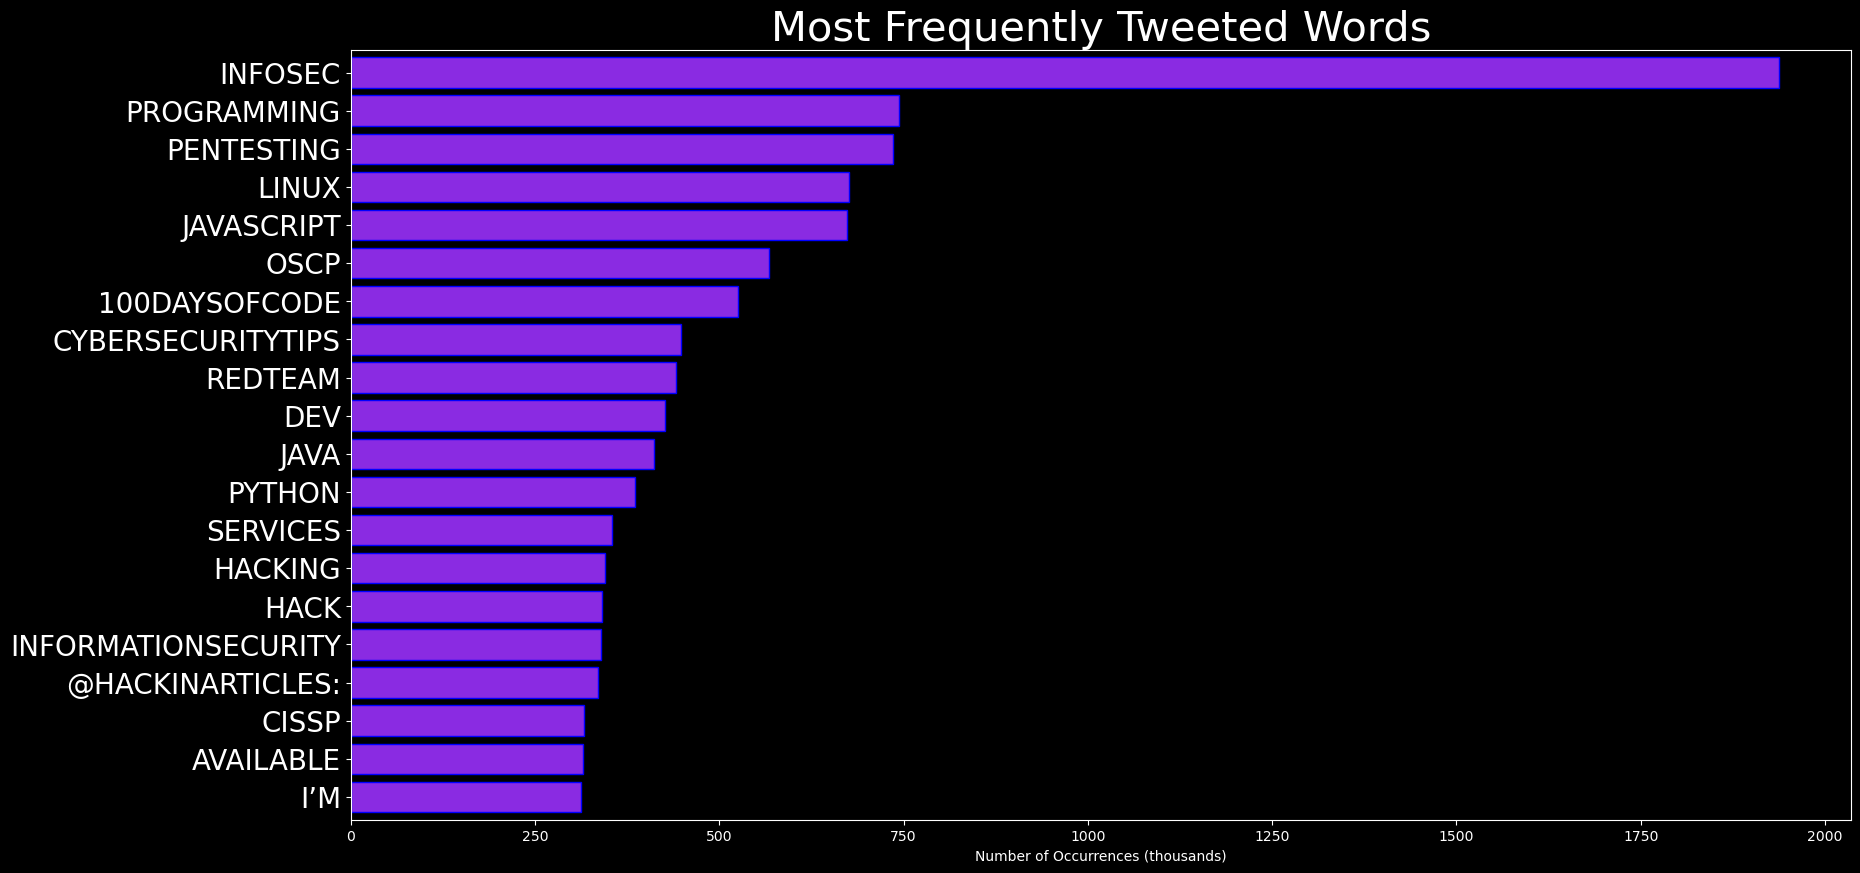 Most Frequently Tweeted Words
INFOSEC
PROGRAMMING
PENTESTING
LINUX
JAVASCRIPT
OSCP
100DAYSOFCODE
CYBERSECURITYTIPS
REDTEAM
DEV
JAVA
PYTHON
SERVICES
HACKING
HACK
INFORMATIONSECURITY
@HACKINARTICLES:
CISSP
AVAILABLE
I’M
0 250 500 750 1000 1250 1500 1750 2000
Number of Occurrences (thousands)